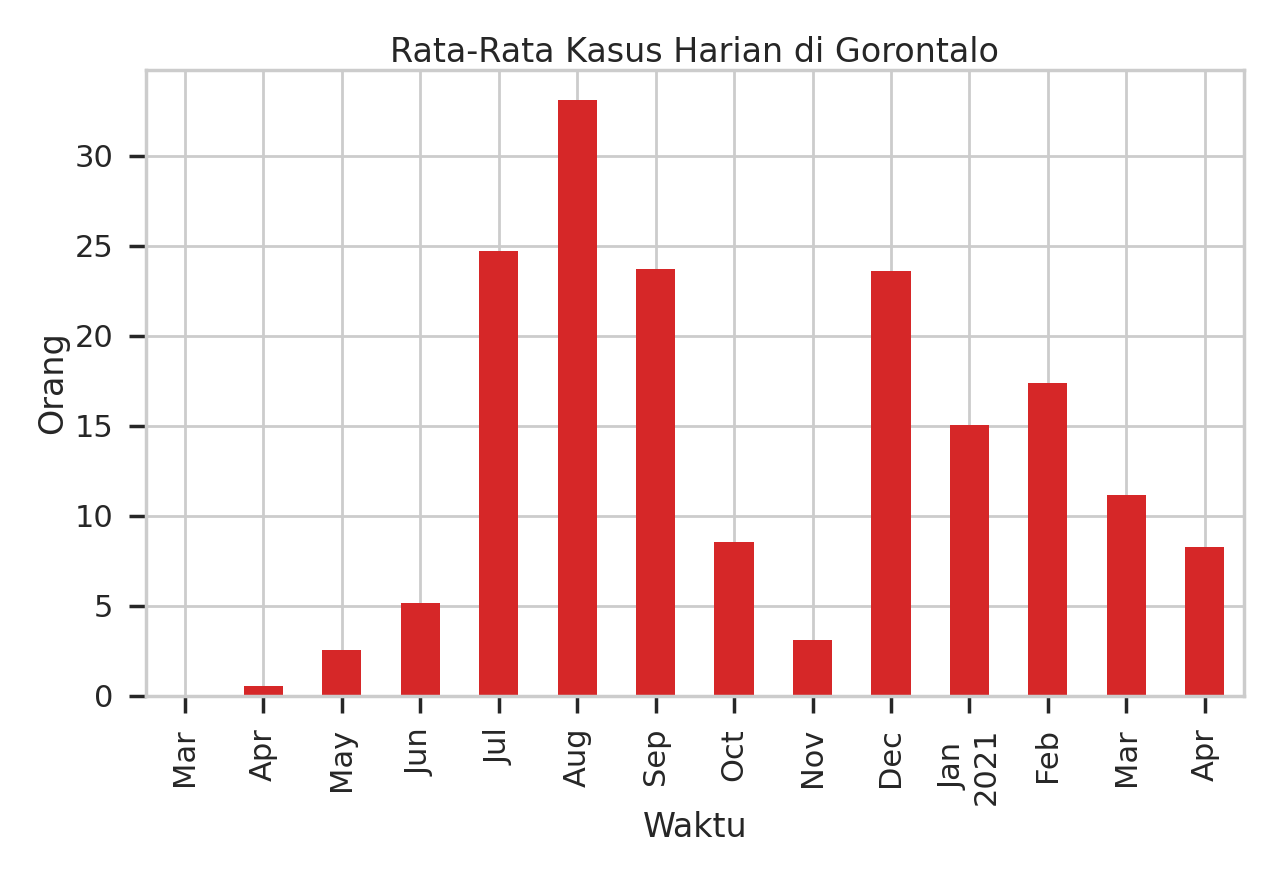 Rata-Rata Kasus Harian di Gorontalo
Orang
30
25
20
15
10
5
0
Mar
Apr
May
Jun
Jul
Aug
Sep
Oct
Nov
Dec
Jan
2021
Feb
Mar
Apr
Waktu